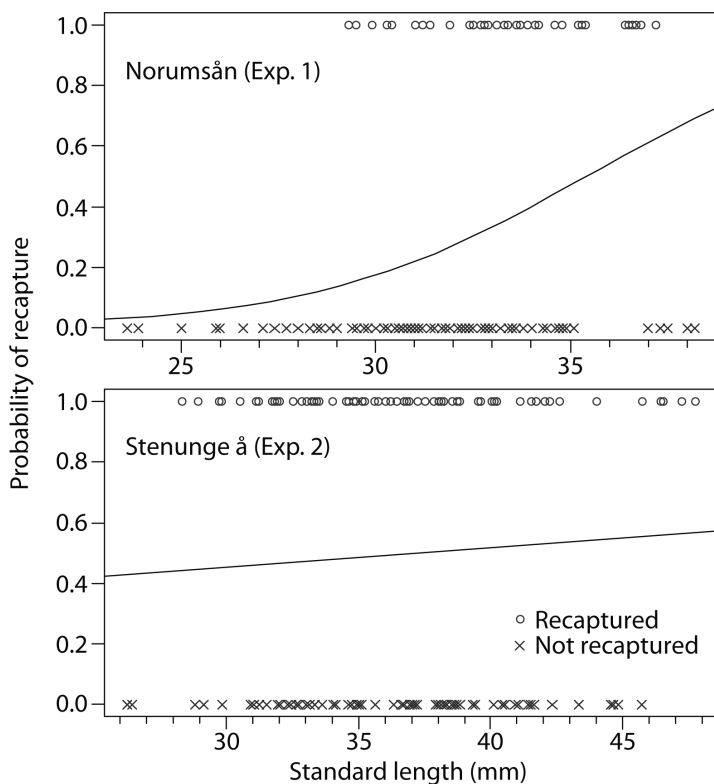 Probability of recapture
1.0
0.8
0.6
0.4
0.2
0.0
Norumsån (Exp. 1)
25 30 35
1.0
0.8
0.6
0.4
0.2
0.0
Stenunge å (Exp. 2)
Recaptured
Not recaptured
30 35 40 45
Standard length (mm)